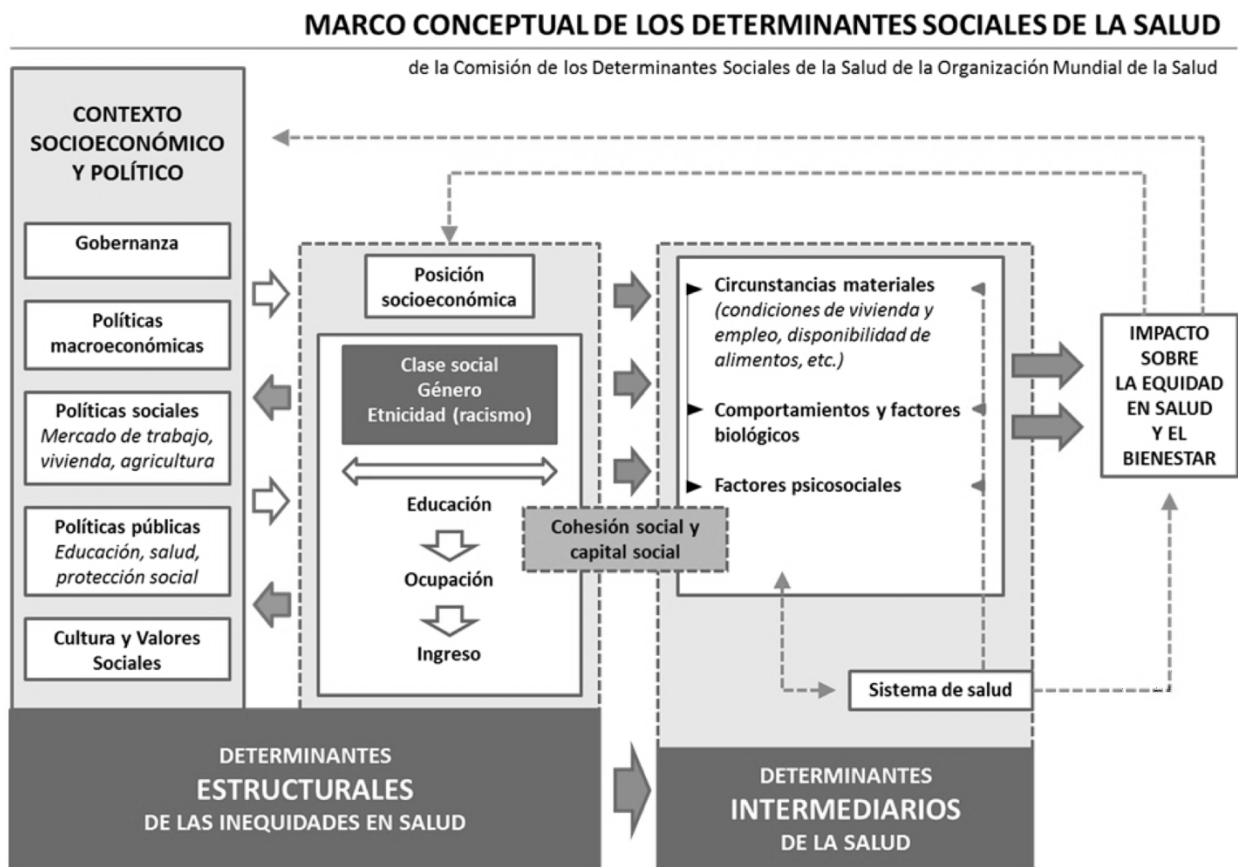 MARCO CONCEPTUAL DE LOS DETERMINANTES SOCIALES DE LA SALUD
de la Comisión de los Determinantes Sociales de la Salud de la Organización Mundial de la Salud
CONTEXTO
SOCIOECONÓMICO
Y POLÍTICO
Gobernanza
Políticas
macroeconómicas
Políticas sociales
Mercado de trabajo,
vivienda, agricultura
Políticas públicas
Educación, salud,
protección social
Cultura y Valores
Sociales
Posición
socioeconómica
Clase social
Género
Etnicidad (racismo)
Educación
Ocupación
Ingreso
Cohesión social y
capital social
Circunstancias materiales
(condiciones de vivienda y
empleo, disponibilidad de
alimentos, etc.)
Comportamientos y factores
biológicos
Factores psicosociales
Sistema de salud
IMPACTO
SOBRE
LA EQUIDAD
EN SALUD
Y EL
BIENESTAR
DETERMINANTES
ESTRUCTURALES
DE LAS INEQUIDADES EN SALUD
DETERMINANTES
INTERMEDIARIOS
DE LA SALUD